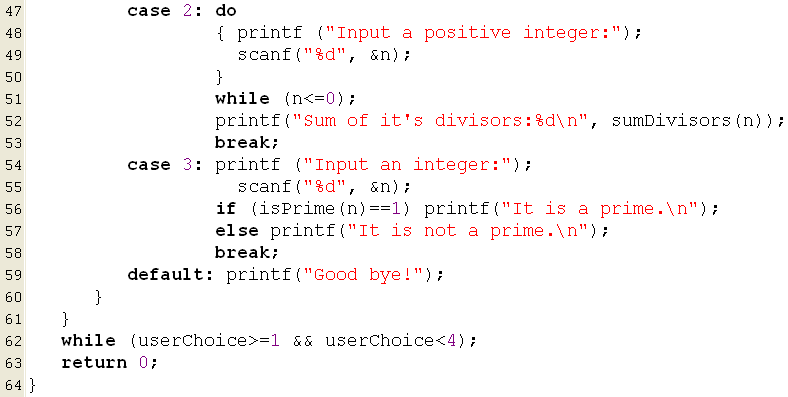 47 case 2: do
48 { printf ("Input a positive integer:");
49 scanf("%d", &n);
50 }
51 while (n<=0);
52 printf("Sum of it's divisors:%d\n", sumDivisors(n));
53 break;
54 case 3: printf ("Input an integer:");
55 scanf("%d", &n);
56 if (isPrime(n)==1) printf("It is a prime.\n");
57 else printf("It is not a prime.\n");
58 break;
59 default: printf("Good bye!");
60 }
61 }
62 while (userChoice>=1 && userChoice<4);
63 return 0;
64 }